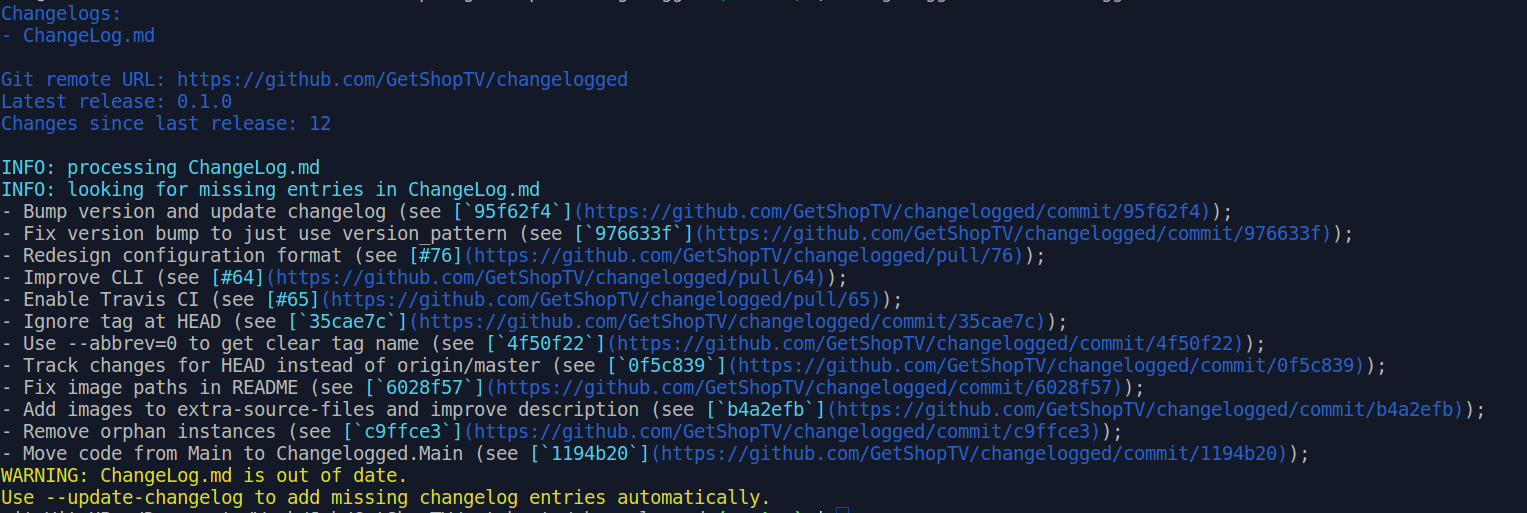 Changelogs:
- ChangeLog.md
Git remote URL: https://github.com/GetShopTV/changelogged
Latest release: 0.1.0
Changes since last release: 12
INFO: processing ChangeLog.md
INFO: looking for missing entries in ChangeLog.md
- Bump version and update changelog (see [`95f62f4`](https://github.com/GetShopTV/changelogged/commit/95f62f4));
- Fix version bump to just use version_pattern (see [`976633f`](https://github.com/GetShopTV/changelogged/commit/976633f));
- Redesign configuration format (see [#76](https://github.com/GetShopTV/changelogged/pull/76));
- Improve CLI (see [#64](https://github.com/GetShopTV/changelogged/pull/64));
- Enable Travis CI (see [#65](https://github.com/GetShopTV/changelogged/pull/65));
- Ignore tag at HEAD (see [`35cae7c`](https://github.com/GetShopTV/changelogged/commit/35cae7c));
- Use --abbrev=0 to get clear tag name (see [`4f50f22`](https://github.com/GetShopTV/changelogged/commit/4f50f22));
- Track changes for HEAD instead of origin/master (see [`0f5c839`](https://github.com/GetShopTV/changelogged/commit/0f5c839));
- Fix image paths in README (see [`6028f57`](https://github.com/GetShopTV/changelogged/commit/6028f57));
- Add images to extra-source-files and improve description (see [`b4a2efb`](https://github.com/GetShopTV/changelogged/commit/b4a2efb));
- Remove orphan instances (see [`c9ffce3`](https://github.com/GetShopTV/changelogged/commit/c9ffce3));
- Move code from Main to Changelogged.Main (see [`1194b20`](https://github.com/GetShopTV/changelogged/commit/1194b20));
WARNING: ChangeLog.md is out of date.
Use --update-changelog to add missing changelog entries automatically.